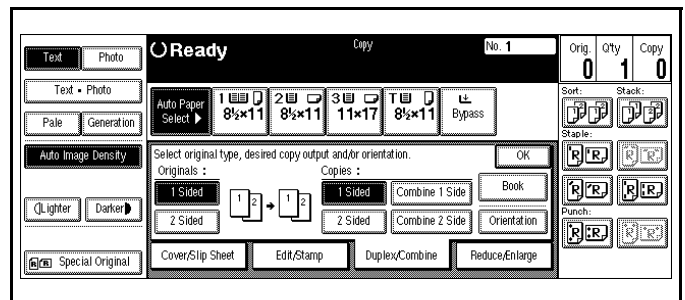 Text Photo
Text • Photo
Pale Generation
Auto Image Density
Lighter Darker
Special Original
Ready
Copy
No. 1
Orig. Q'ty Copy
0 1 0
Auto Paper
Select ▶
1 8½×11
2 8½×11
3 11×17
T 8½×11
Bypass
Select original type, desired copy output and/or orientation.
OK
Originals :
Copies :
1 Sided
2 Sided
1 2 → 1 2
1 Sided Combine 1 Side
2 Sided Combine 2 Side
Book
Orientation
Cover/Slip Sheet Edit/Stamp Duplex/Combine Reduce/Enlarge
Sort: Stack:
Staple:
R R
R R
R R
R R
Punch:
R R
R R